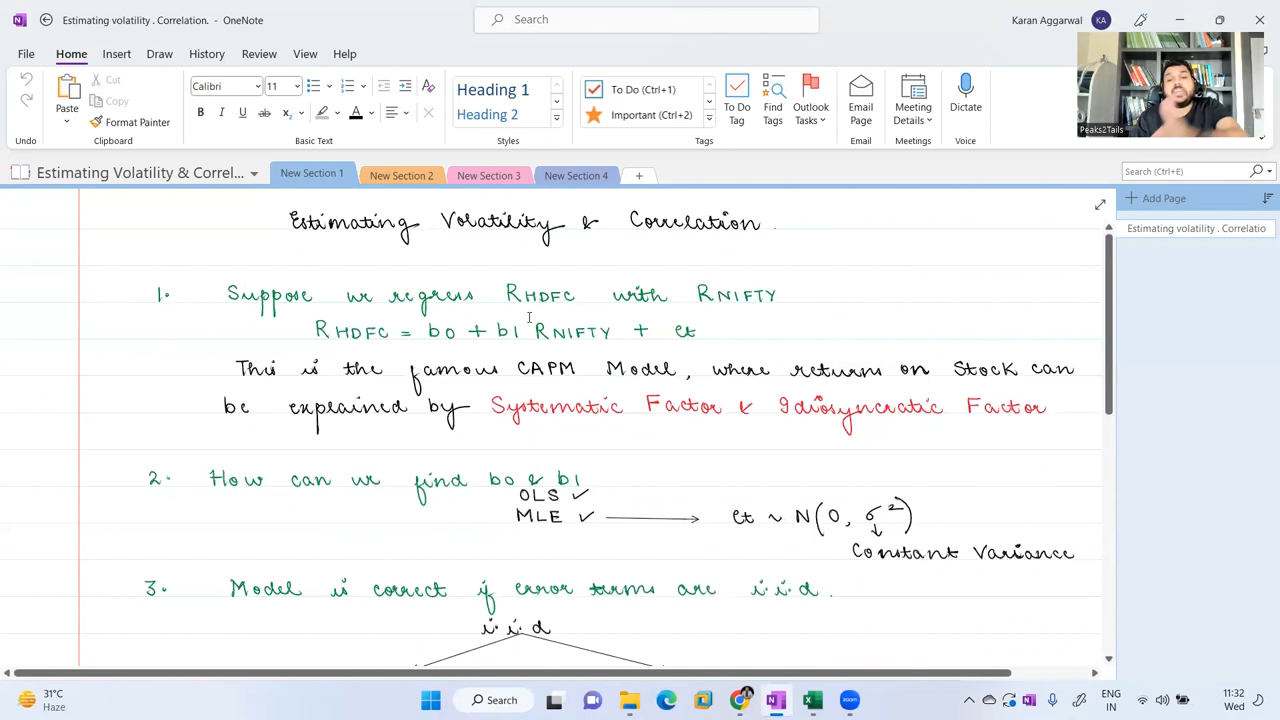 Estimating volatility . Correlation. - OneNote
Search
Karan Aggarwal
KA
File Home Insert Draw History Review View Help
Undo
Paste
Cut
Copy
Format Painter
Clipboard
Calibri 11
B I U ab x₂ A
Basic Text
Heading 1
Heading 2
Styles
To Do (Ctrl+1)
Important (Ctrl+2)
To Do Tag
Find Tags
Outlook Tasks
Tags
Email Page
Email
Meeting Details
Meetings
Dictate
Voice
Peaks2Tails
Estimating Volatility & Correl...
New Section 1
New Section 2
New Section 3
New Section 4
+
Search (Ctrl+E)
Add Page
Estimating volatility . Correlatio
Estimating Volatility & Correlation.
1. Suppose we regress RHDFC with RNIFTY
RHDFC = b0 + b1 RNIFTY + et
This is the famous CAPM Model, where returns on Stock can
be explained by Systematic Factor & Idiosyncratic Factor
2. How can we find b0 & b1
OLS ✓
MLE ✓ → et ~ N(0, σ²)
Constant Variance
3. Model is correct if error terms are i.i.d.
i.i.d
31°C
Haze
Search
ENG
IN
11:32
Wed